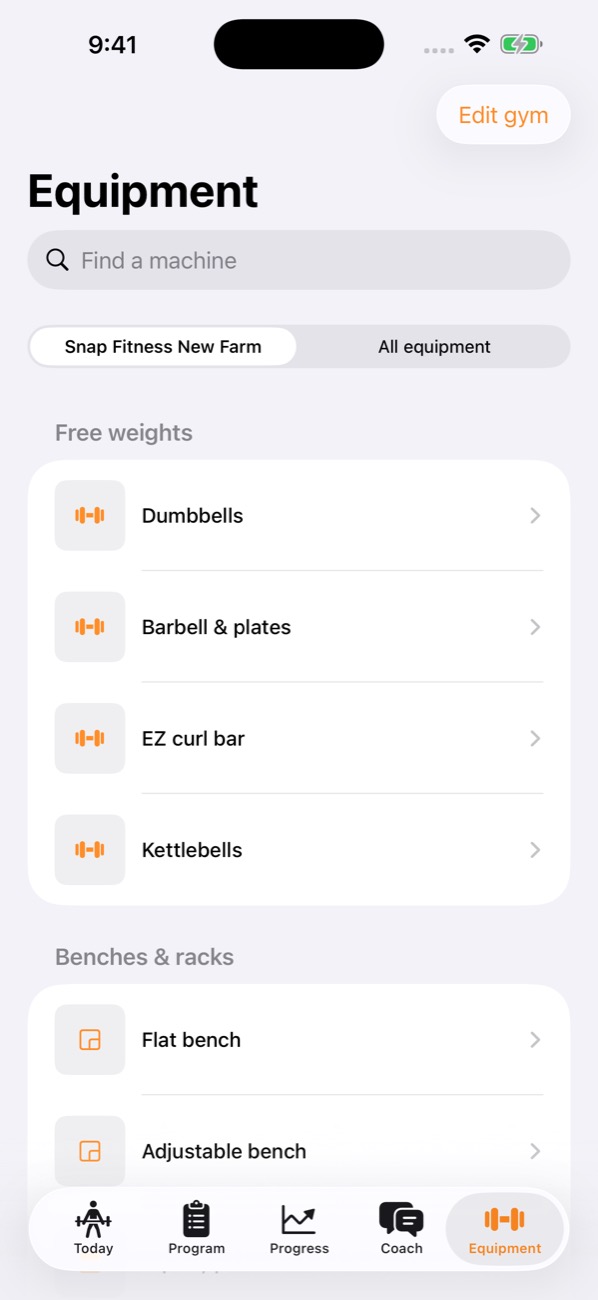 9:41
Edit gym
Equipment
Find a machine
Snap Fitness New Farm
All equipment
Free weights
Dumbbells
Barbell & plates
EZ curl bar
Kettlebells
Benches & racks
Flat bench
Adjustable bench
Today
Program
Progress
Coach
Equipment